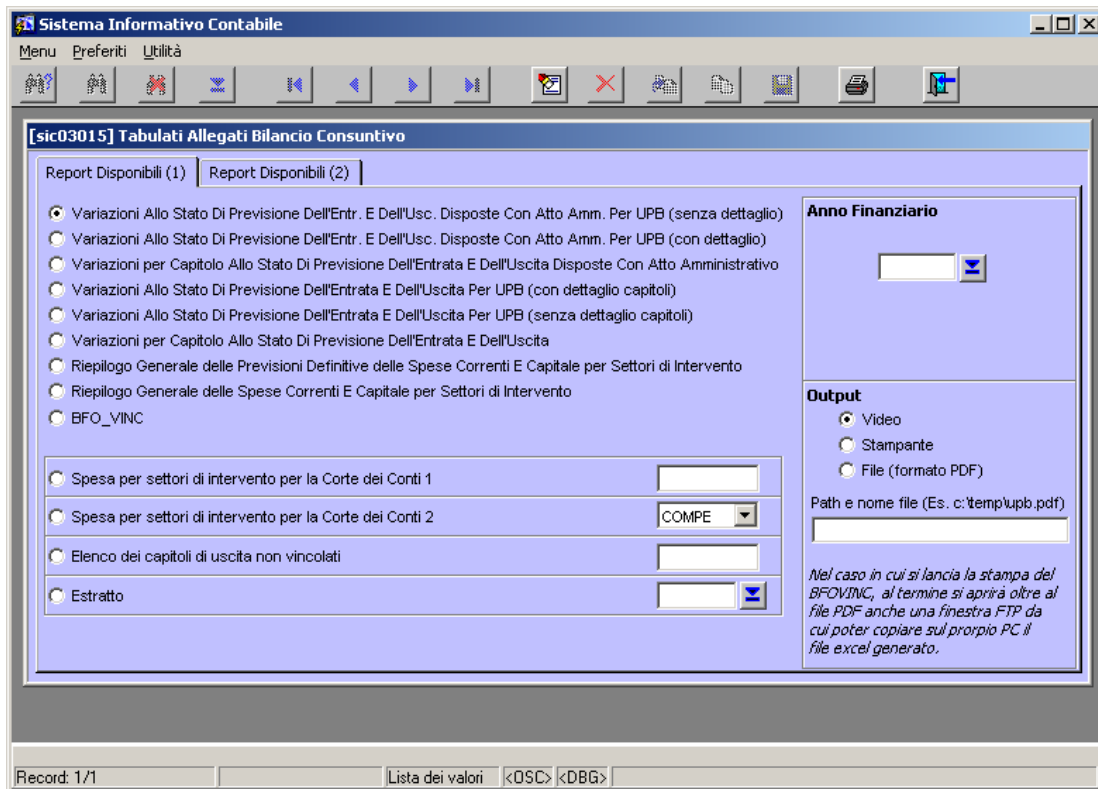 Sistema Informativo Contabile
Menu Preferiti Utilità
[sic03015] Tabulati Allegati Bilancio Consuntivo
Report Disponibili (1) Report Disponibili (2)
Variazioni Allo Stato Di Previsione Dell'Entr. E Dell'Usc. Disposte Con Atto Amm. Per UPB (senza dettaglio)
Variazioni Allo Stato Di Previsione Dell'Entr. E Dell'Usc. Disposte Con Atto Amm. Per UPB (con dettaglio)
Variazioni per Capitolo Allo Stato Di Previsione Dell'Entrata E Dell'Uscita Disposte Con Atto Amministrativo
Variazioni Allo Stato Di Previsione Dell'Entrata E Dell'Uscita Per UPB (con dettaglio capitoli)
Variazioni Allo Stato Di Previsione Dell'Entrata E Dell'Uscita Per UPB (senza dettaglio capitoli)
Variazioni per Capitolo Allo Stato Di Previsione Dell'Entrata E Dell'Uscita
Riepilogo Generale delle Previsioni Definitive delle Spese Correnti E Capitale per Settori di Intervento
Riepilogo Generale delle Spese Correnti E Capitale per Settori di Intervento
BFO_VINC
Spesa per settori di intervento per la Corte dei Conti 1
Spesa per settori di intervento per la Corte dei Conti 2 COMPE
Elenco dei capitoli di uscita non vincolati
Estratto
Anno Finanziario
Output
Video
Stampante
File (formato PDF)
Path e nome file (Es. c:\temp\upb.pdf)
Nel caso in cui si lancia la stampa del
BFOVINC, al termine si aprirà oltre al
file PDF anche una finestra FTP da
cui poter copiare sul prorpio PC il
file excel generato.
Record: 1/1 Lista dei valori <OSC> <DBG>